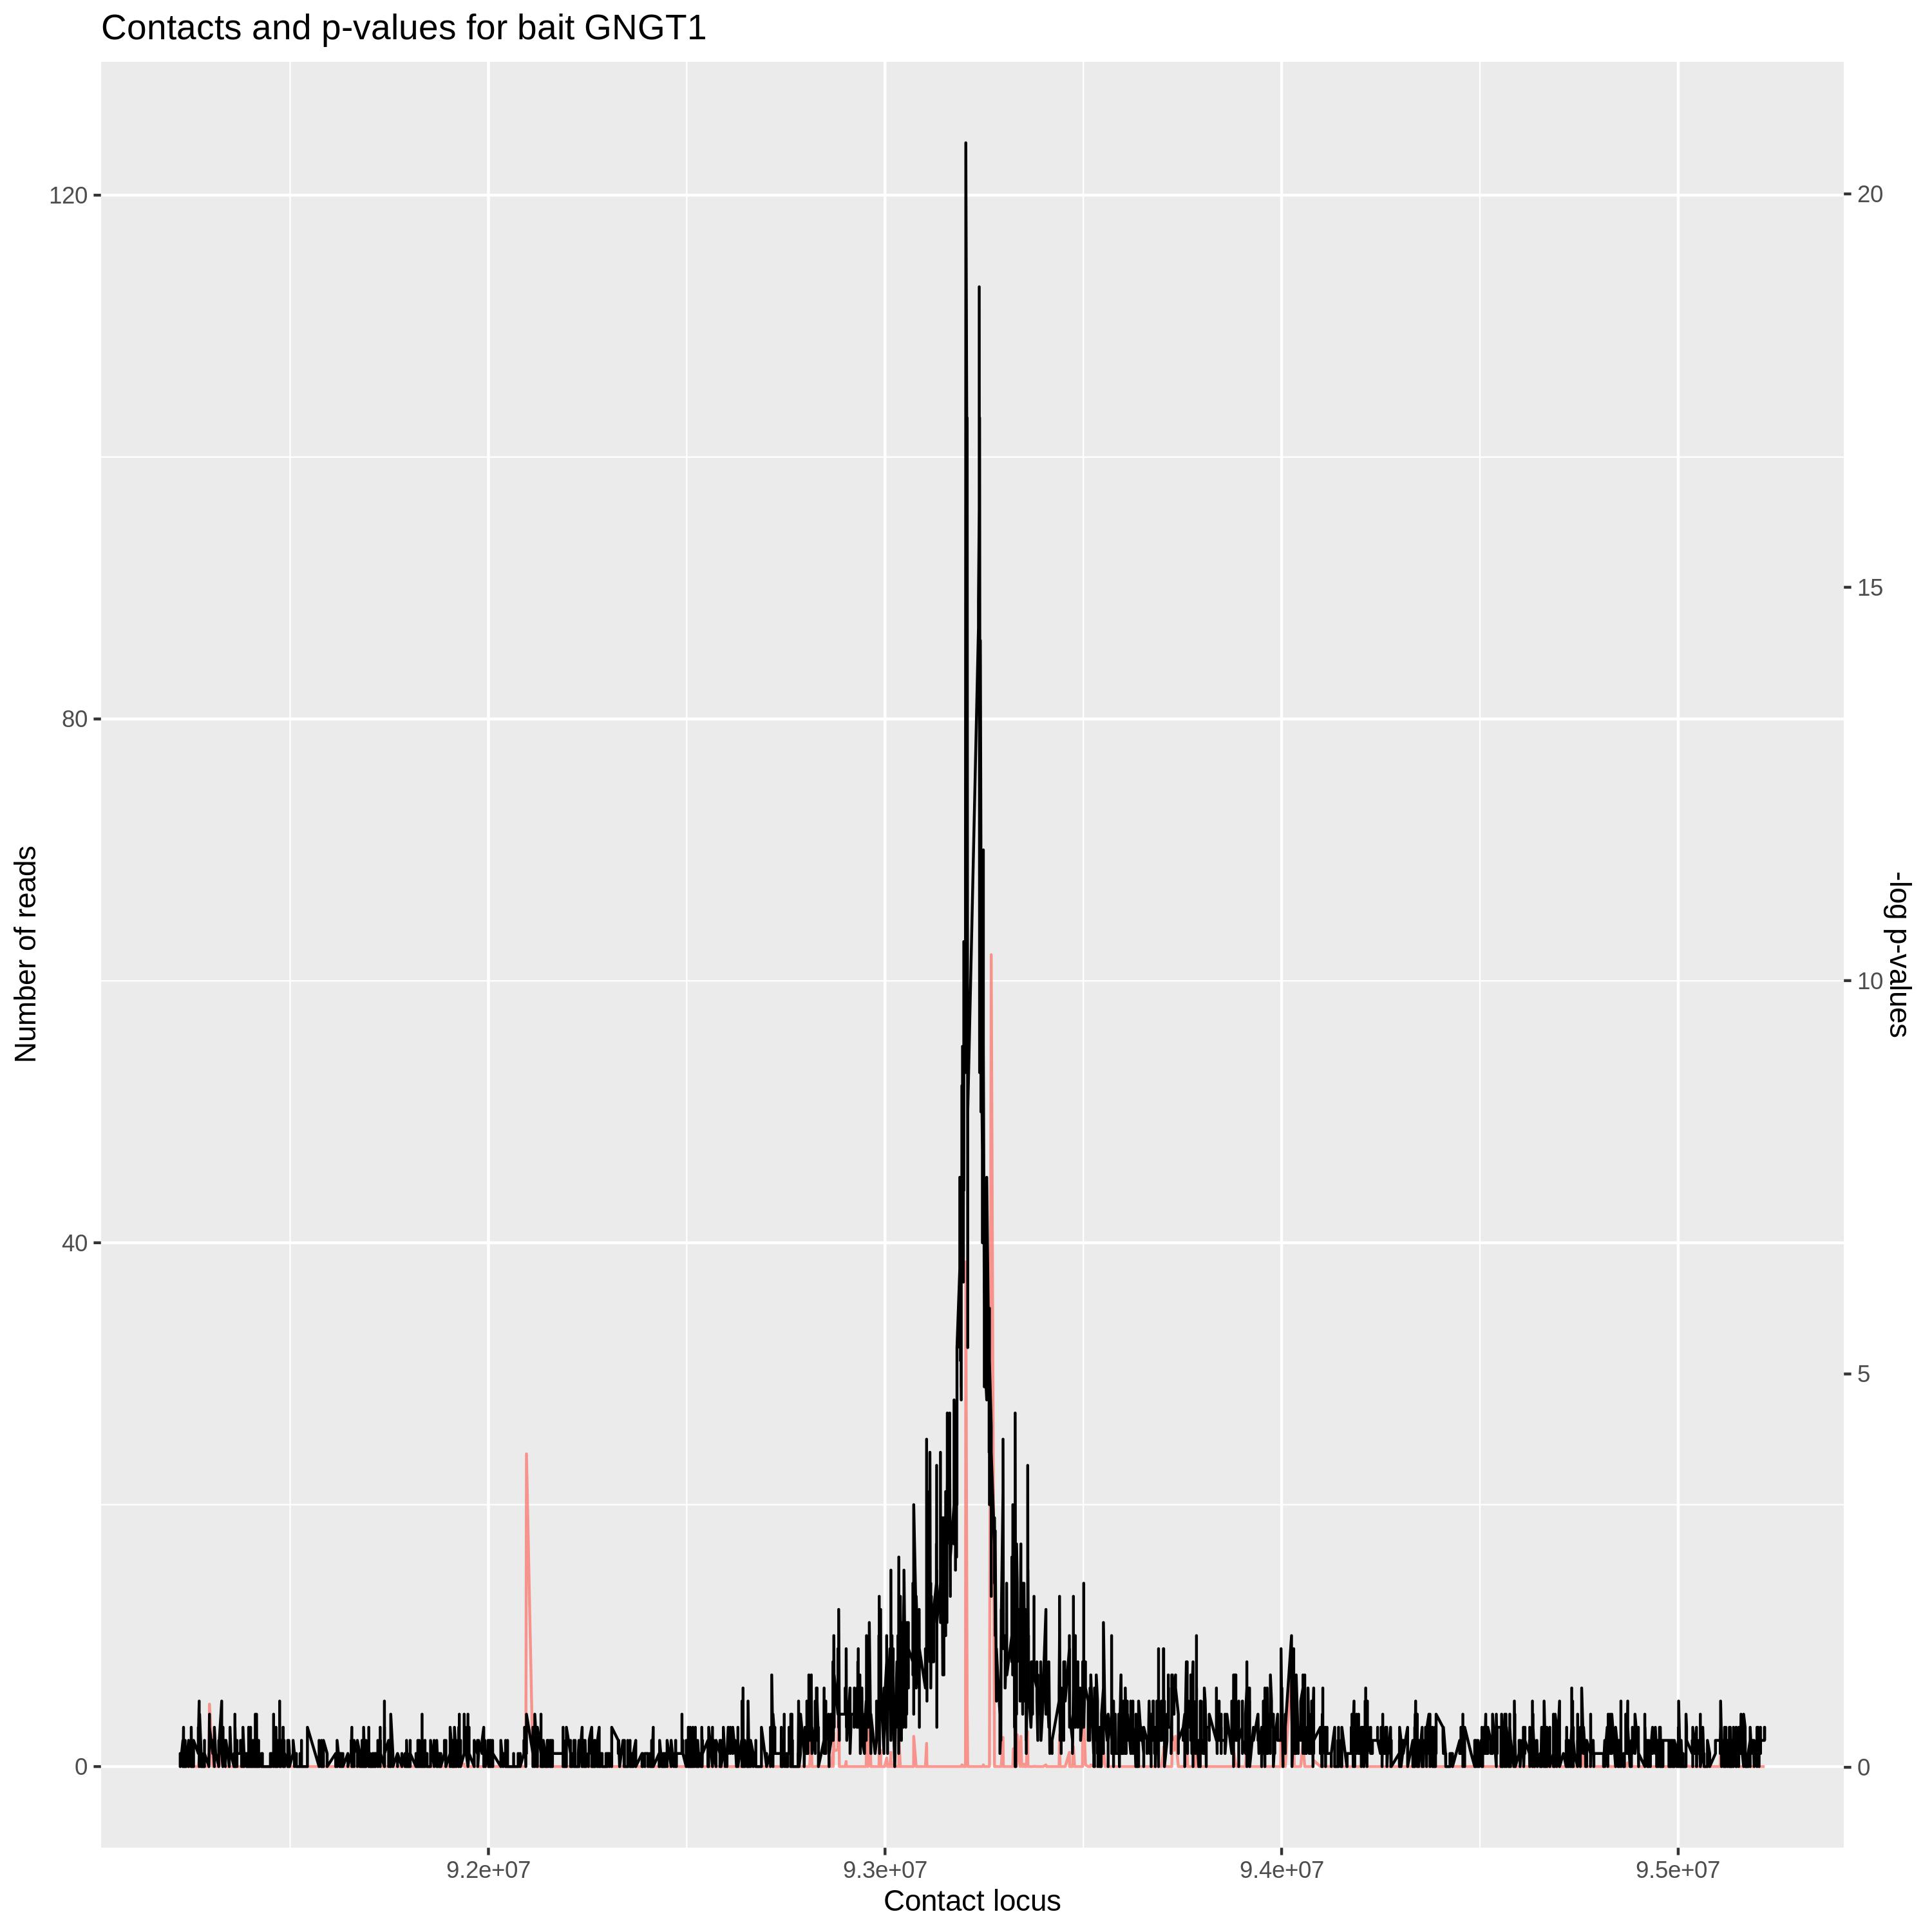 Contacts and p-values for bait GNGT1
120
80
40
0
Number of reads
20
15
10
5
0
-log p-values
9.2e+07
9.3e+07
9.4e+07
9.5e+07
Contact locus